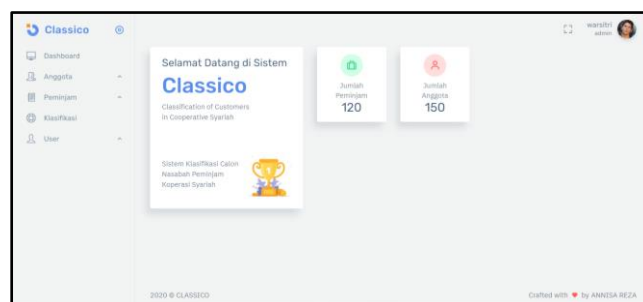 Classico
warsitri
admin
Dashboard
Anggota
Peminjam
Klasifikasi
User
Selamat Datang di Sistem
Classico
Classification of Customers
in Cooperative Syariah
Sistem Klasifikasi Calon
Nasabah Peminjam
Koperasi Syariah
Jumlah
Peminjam
120
Jumlah
Anggota
150
2020 © CLASSICO
Crafted with ♥ by ANNISA REZA